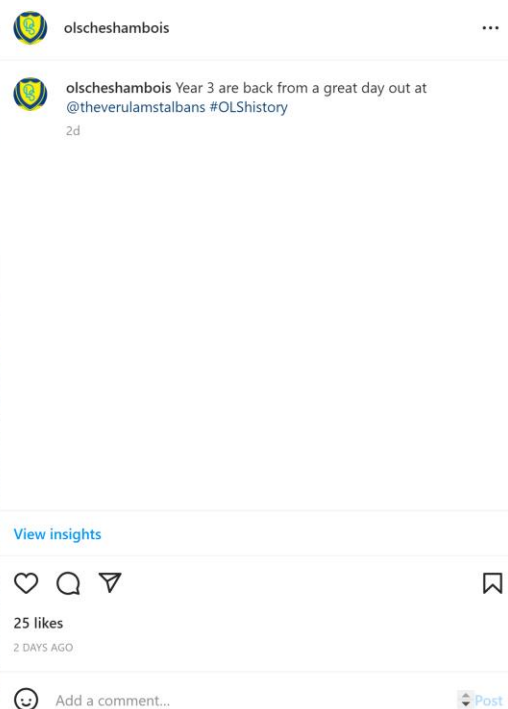 olscheshambois
olscheshambois Year 3 are back from a great day out at
@theverulamstalbans #OLShistory
2d
View insights
25 likes
2 DAYS AGO
Add a comment...
Post